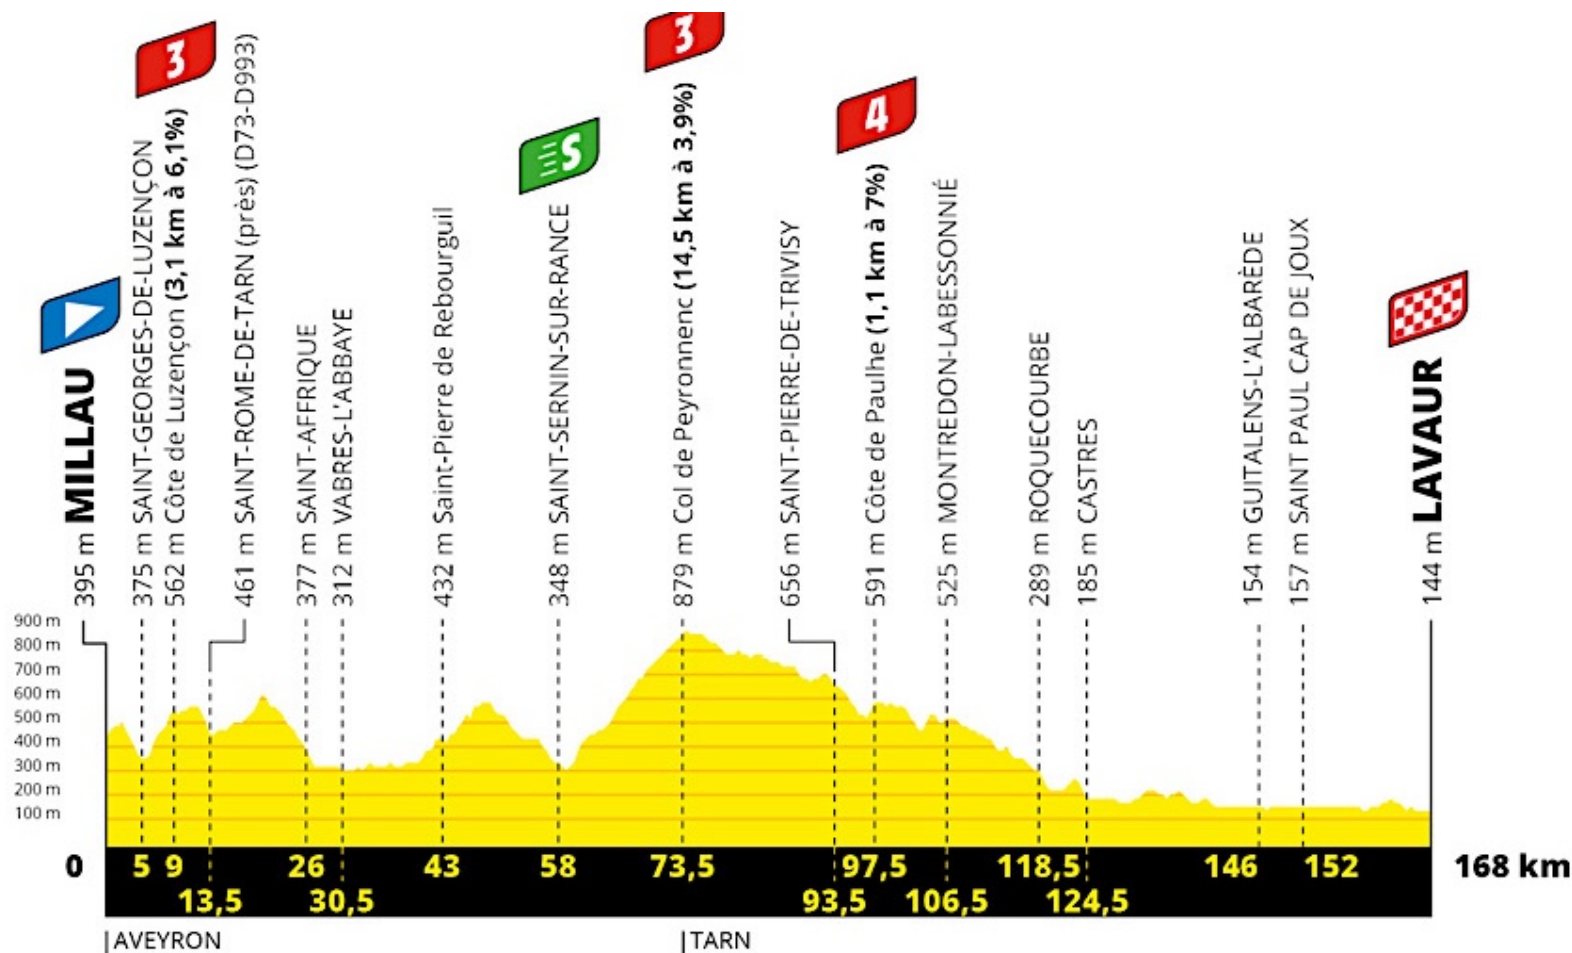 3
3
4
S
395 m MILLAU
375 m SAINT-GEORGES-DE-LUZENÇON
562 m Côte de Luzençon (3,1 km à 6,1%)
461 m SAINT-ROME-DE-TARN (près) (D73-D993)
377 m SAINT-AFFRIQUE
312 m VABRES-L'ABBAYE
432 m Saint-Pierre de Rebourguil
348 m SAINT-SERNIN-SUR-RANCE
879 m Col de Peyronnenc (14,5 km à 3,9%)
656 m SAINT-PIERRE-DE-TRIVISY
591 m Côte de Paulhe (1,1 km à 7%)
525 m MONTREDON-LABESSONNIÉ
289 m ROQUECOURBE
185 m CASTRES
154 m GUITALENS-L'ALBARÈDE
157 m SAINT PAUL CAP DE JOUX
144 m LAVAUR
900 m
800 m
700 m
600 m
500 m
400 m
300 m
200 m
100 m
0 5 9 26 43 58 73,5 97,5 118,5 146 152 168 km
13,5 30,5 93,5 106,5 124,5
AVEYRON TARN